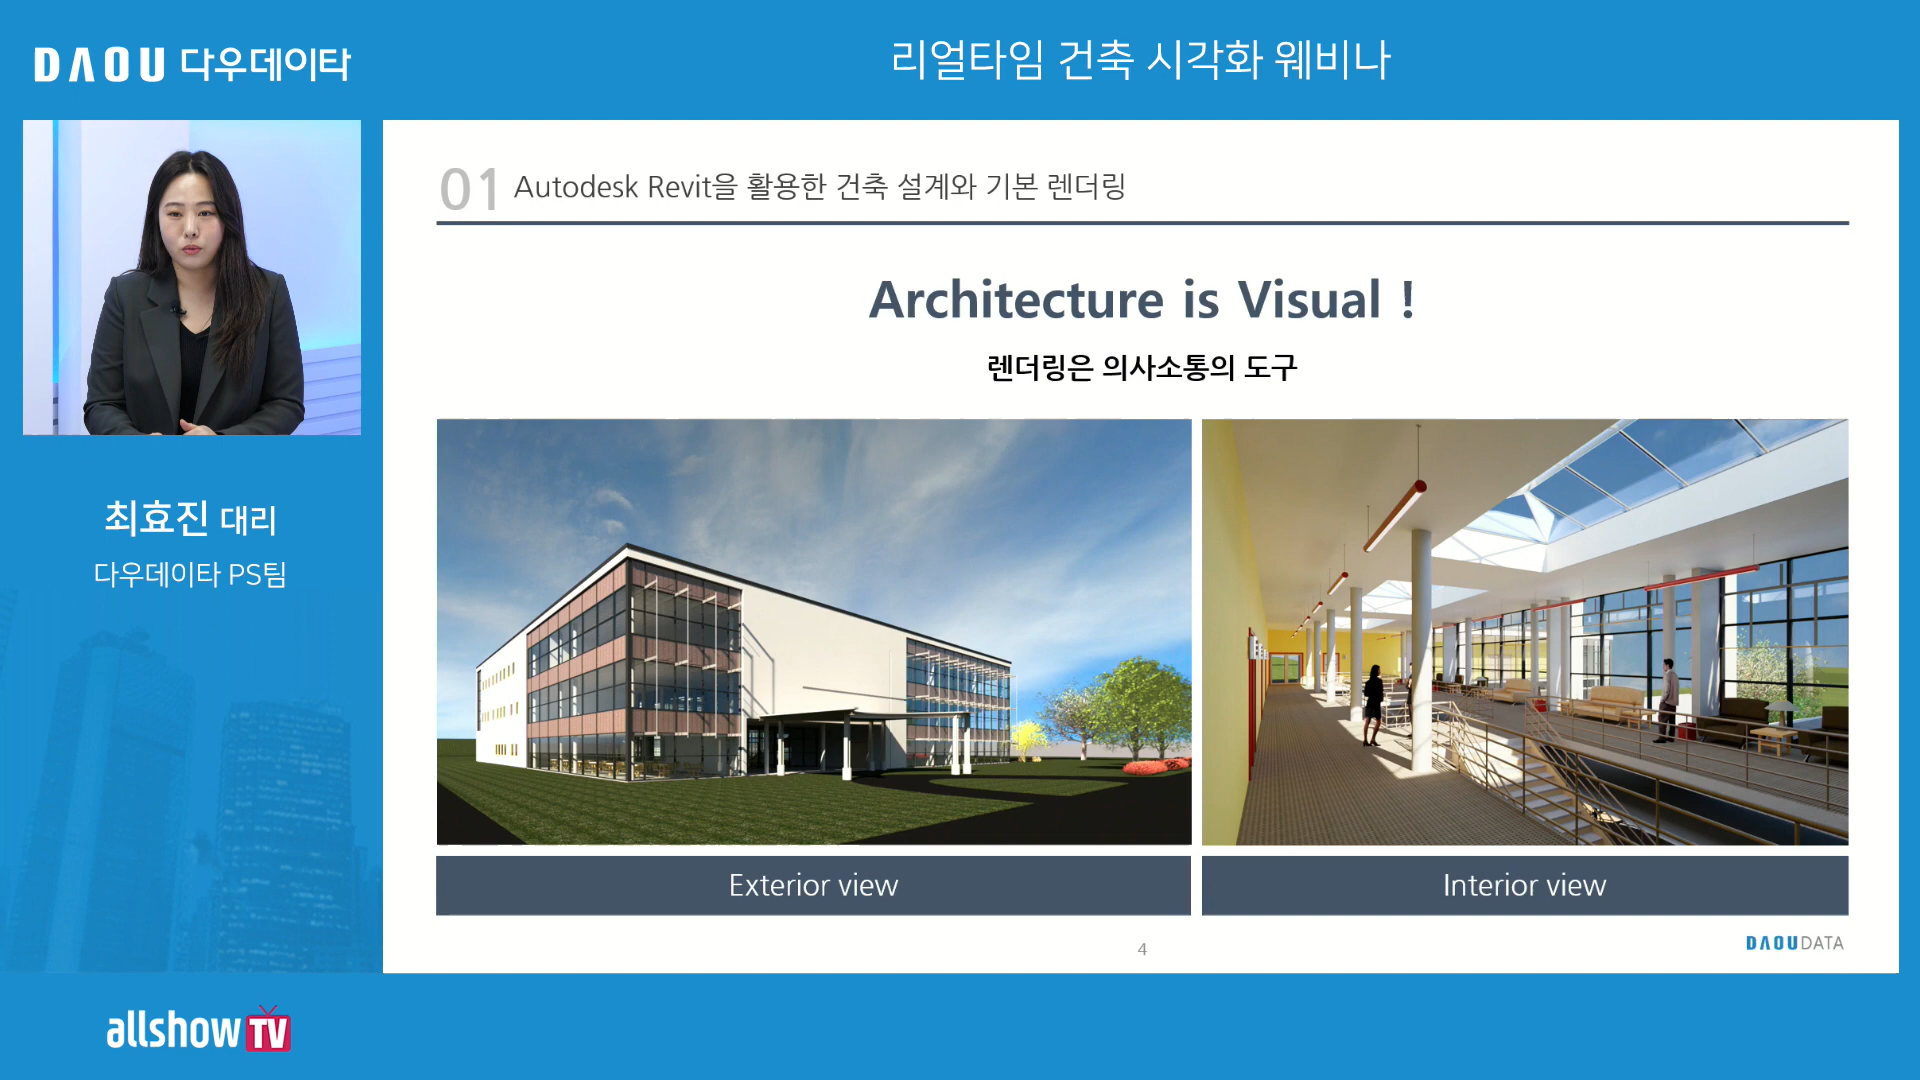 DAOU 다우데이타
리얼타임 건축 시각화 웨비나
01 Autodesk Revit을 활용한 건축 설계와 기본 렌더링
Architecture is Visual !
렌더링은 의사소통의 도구
최효진 대리
다우데이타 PS팀
Exterior view
Interior view
4
DAOUDATA
allshowTV